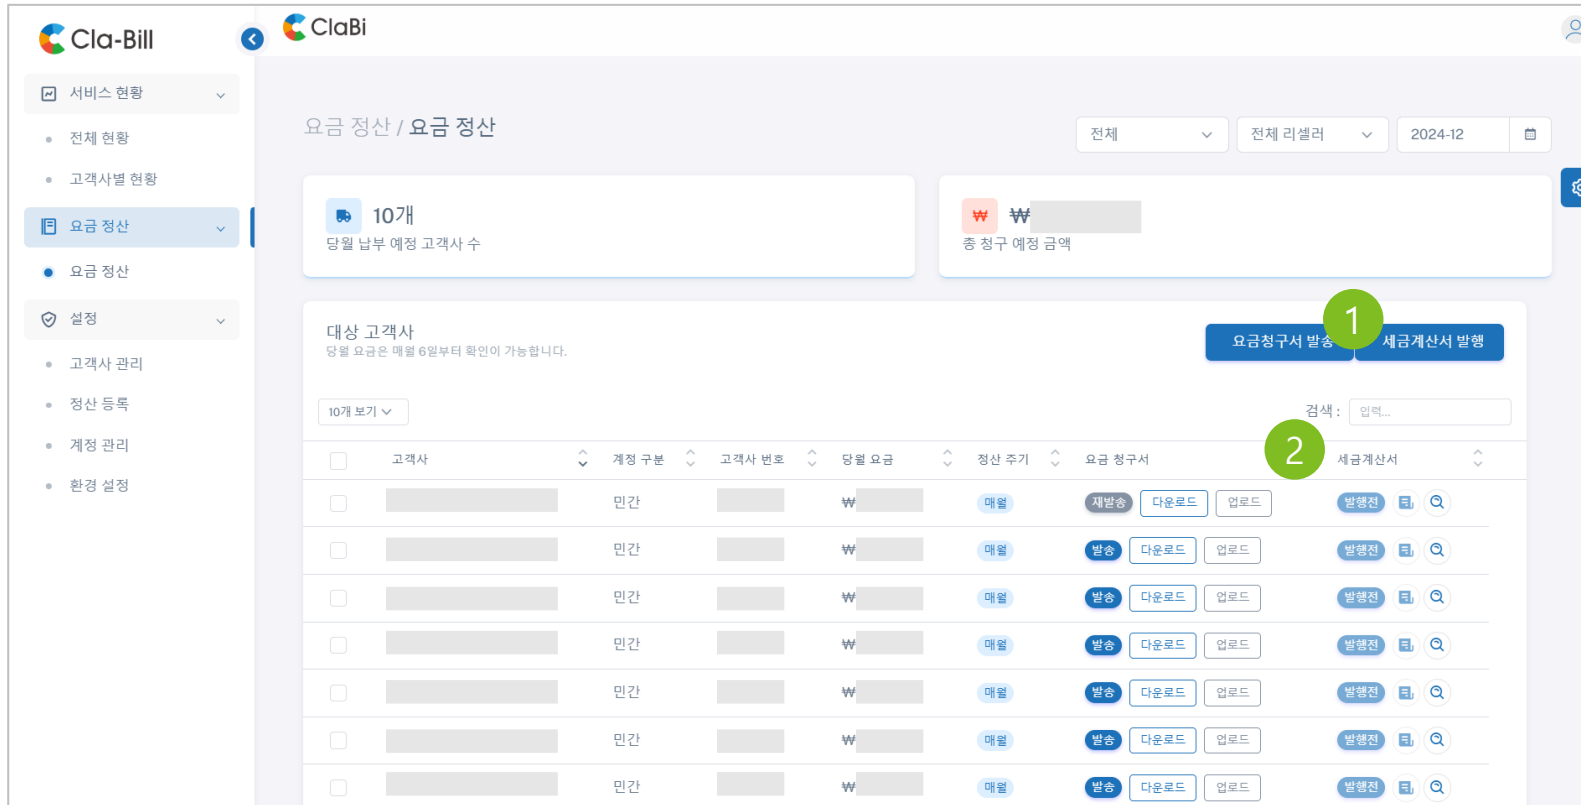 Cla-Bill
ClaBi
서비스 현황
전체 현황
고객사별 현황
요금 정산
요금 정산
설정
고객사 관리
정산 등록
계정 관리
환경 설정
요금 정산 / 요금 정산
전체
전체 리셀러
2024-12
10개
당월 납부 예정 고객사 수
₩ ₩
총 청구 예정 금액
대상 고객사
당월 요금은 매월 6일부터 확인이 가능합니다.
요금청구서 발송
1
세금계산서 발행
10개 보기
검색 : 입력...
2
고객사 계정 구분 고객사 번호 당월 요금 정산 주기 요금 청구서 세금계산서
민간 ₩ 매월 재발송 다운로드 업로드 발행전
민간 ₩ 매월 발송 다운로드 업로드 발행전
민간 ₩ 매월 발송 다운로드 업로드 발행전
민간 ₩ 매월 발송 다운로드 업로드 발행전
민간 ₩ 매월 발송 다운로드 업로드 발행전
민간 ₩ 매월 발송 다운로드 업로드 발행전
민간 ₩ 매월 발송 다운로드 업로드 발행전